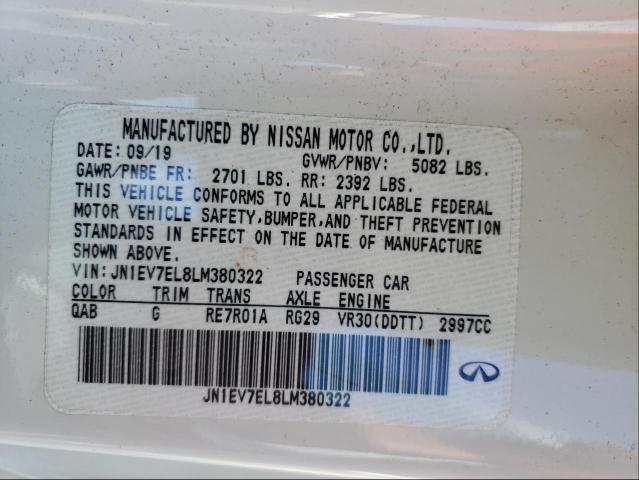 MANUFACTURED BY NISSAN MOTOR CO.,LTD.
DATE: 09/19 GVWR/PNBV: 5082 LBS.
GAWR/PNBE FR: 2701 LBS. RR: 2392 LBS.
THIS VEHICLE CONFORMS TO ALL APPLICABLE FEDERAL
MOTOR VEHICLE SAFETY,BUMPER,AND THEFT PREVENTION
STANDARDS IN EFFECT ON THE DATE OF MANUFACTURE
SHOWN ABOVE.
VIN: JN1EV7EL8LM380322 PASSENGER CAR
COLOR TRIM TRANS AXLE ENGINE
QAB G RE7R01A RG29 VR30(DDTT) 2997CC
JN1EV7EL8LM380322